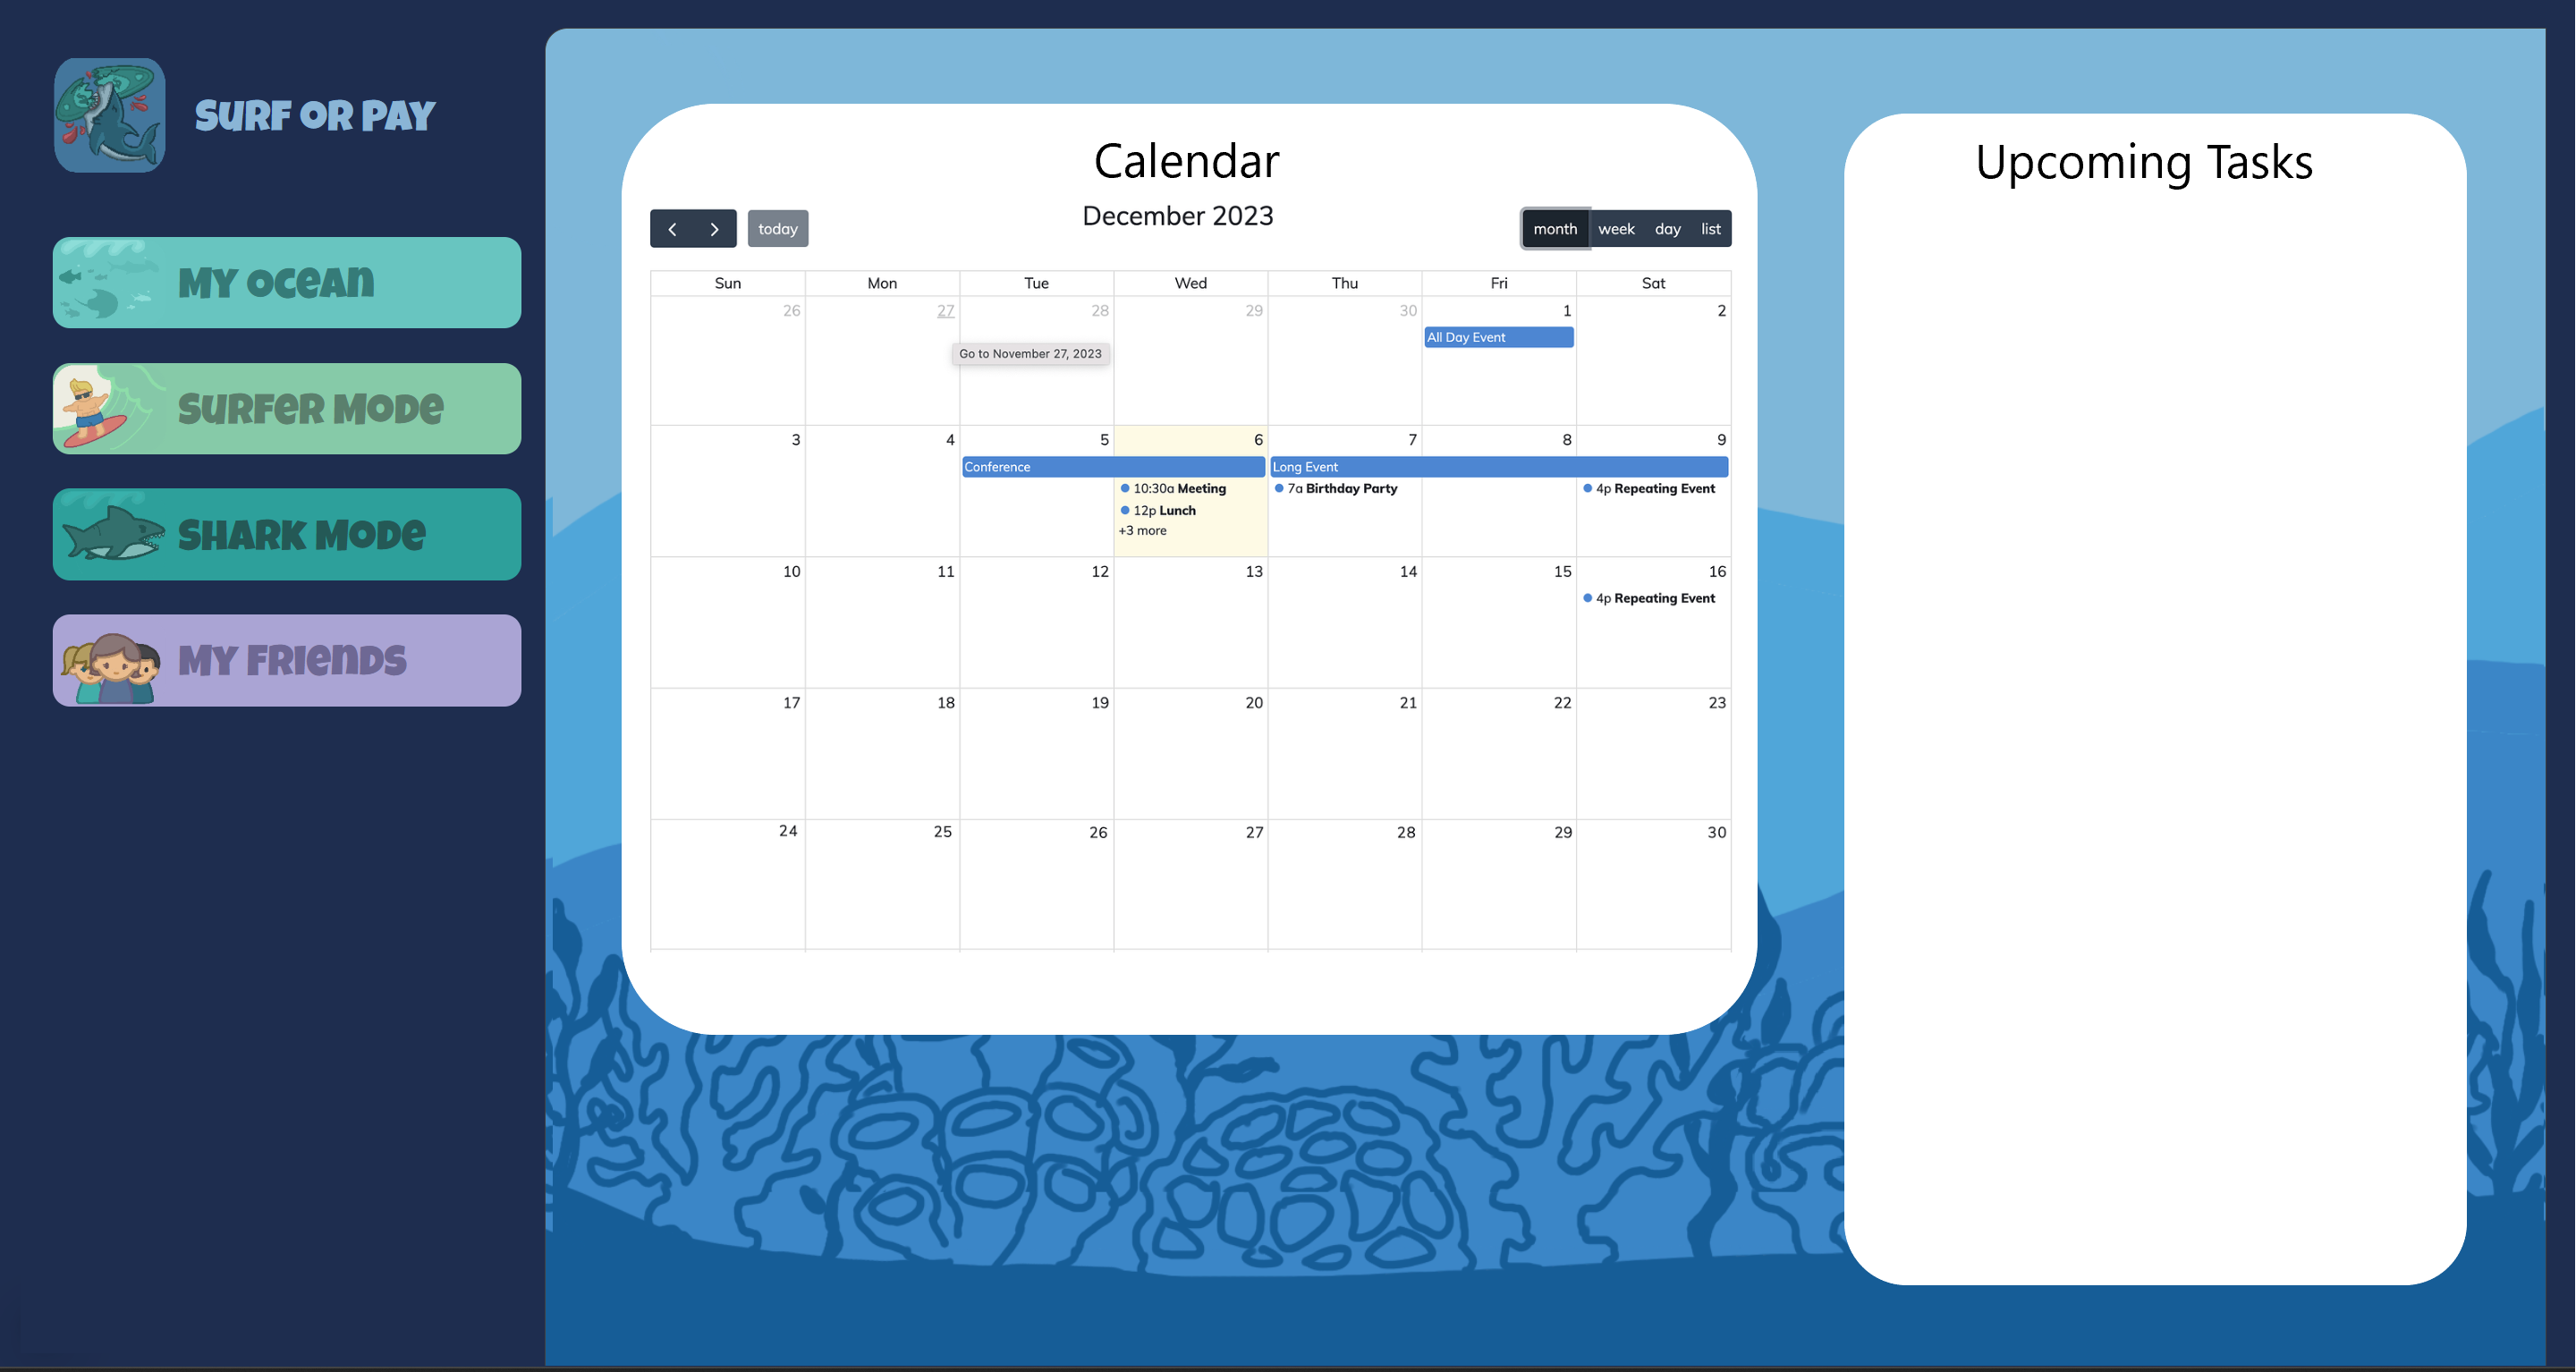 SURF OR PAY
MY OCEAN
SURFER MODE
SHARK MODE
MY FRIENDS
Calendar
December 2023
today
month week day list
Sun Mon Tue Wed Thu Fri Sat
26 27 28 29 30 1 2
All Day Event
Go to November 27, 2023
3 4 5 6 7 8 9
Conference Long Event
10:30a Meeting 7a Birthday Party 4p Repeating Event
12p Lunch
+3 more
10 11 12 13 14 15 16
4p Repeating Event
17 18 19 20 21 22 23
24 25 26 27 28 29 30
Upcoming Tasks